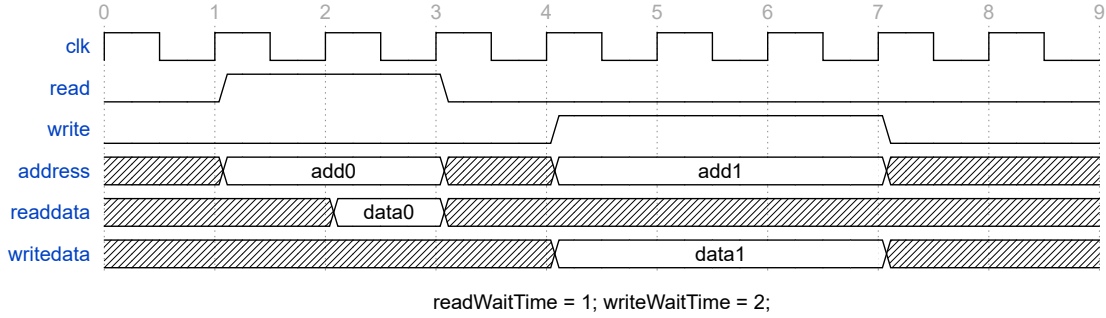 0 1 2 3 4 5 6 7 8 9
clk
read
write
address add0 add1
readdata data0
writedata data1
readWaitTime = 1; writeWaitTime = 2;